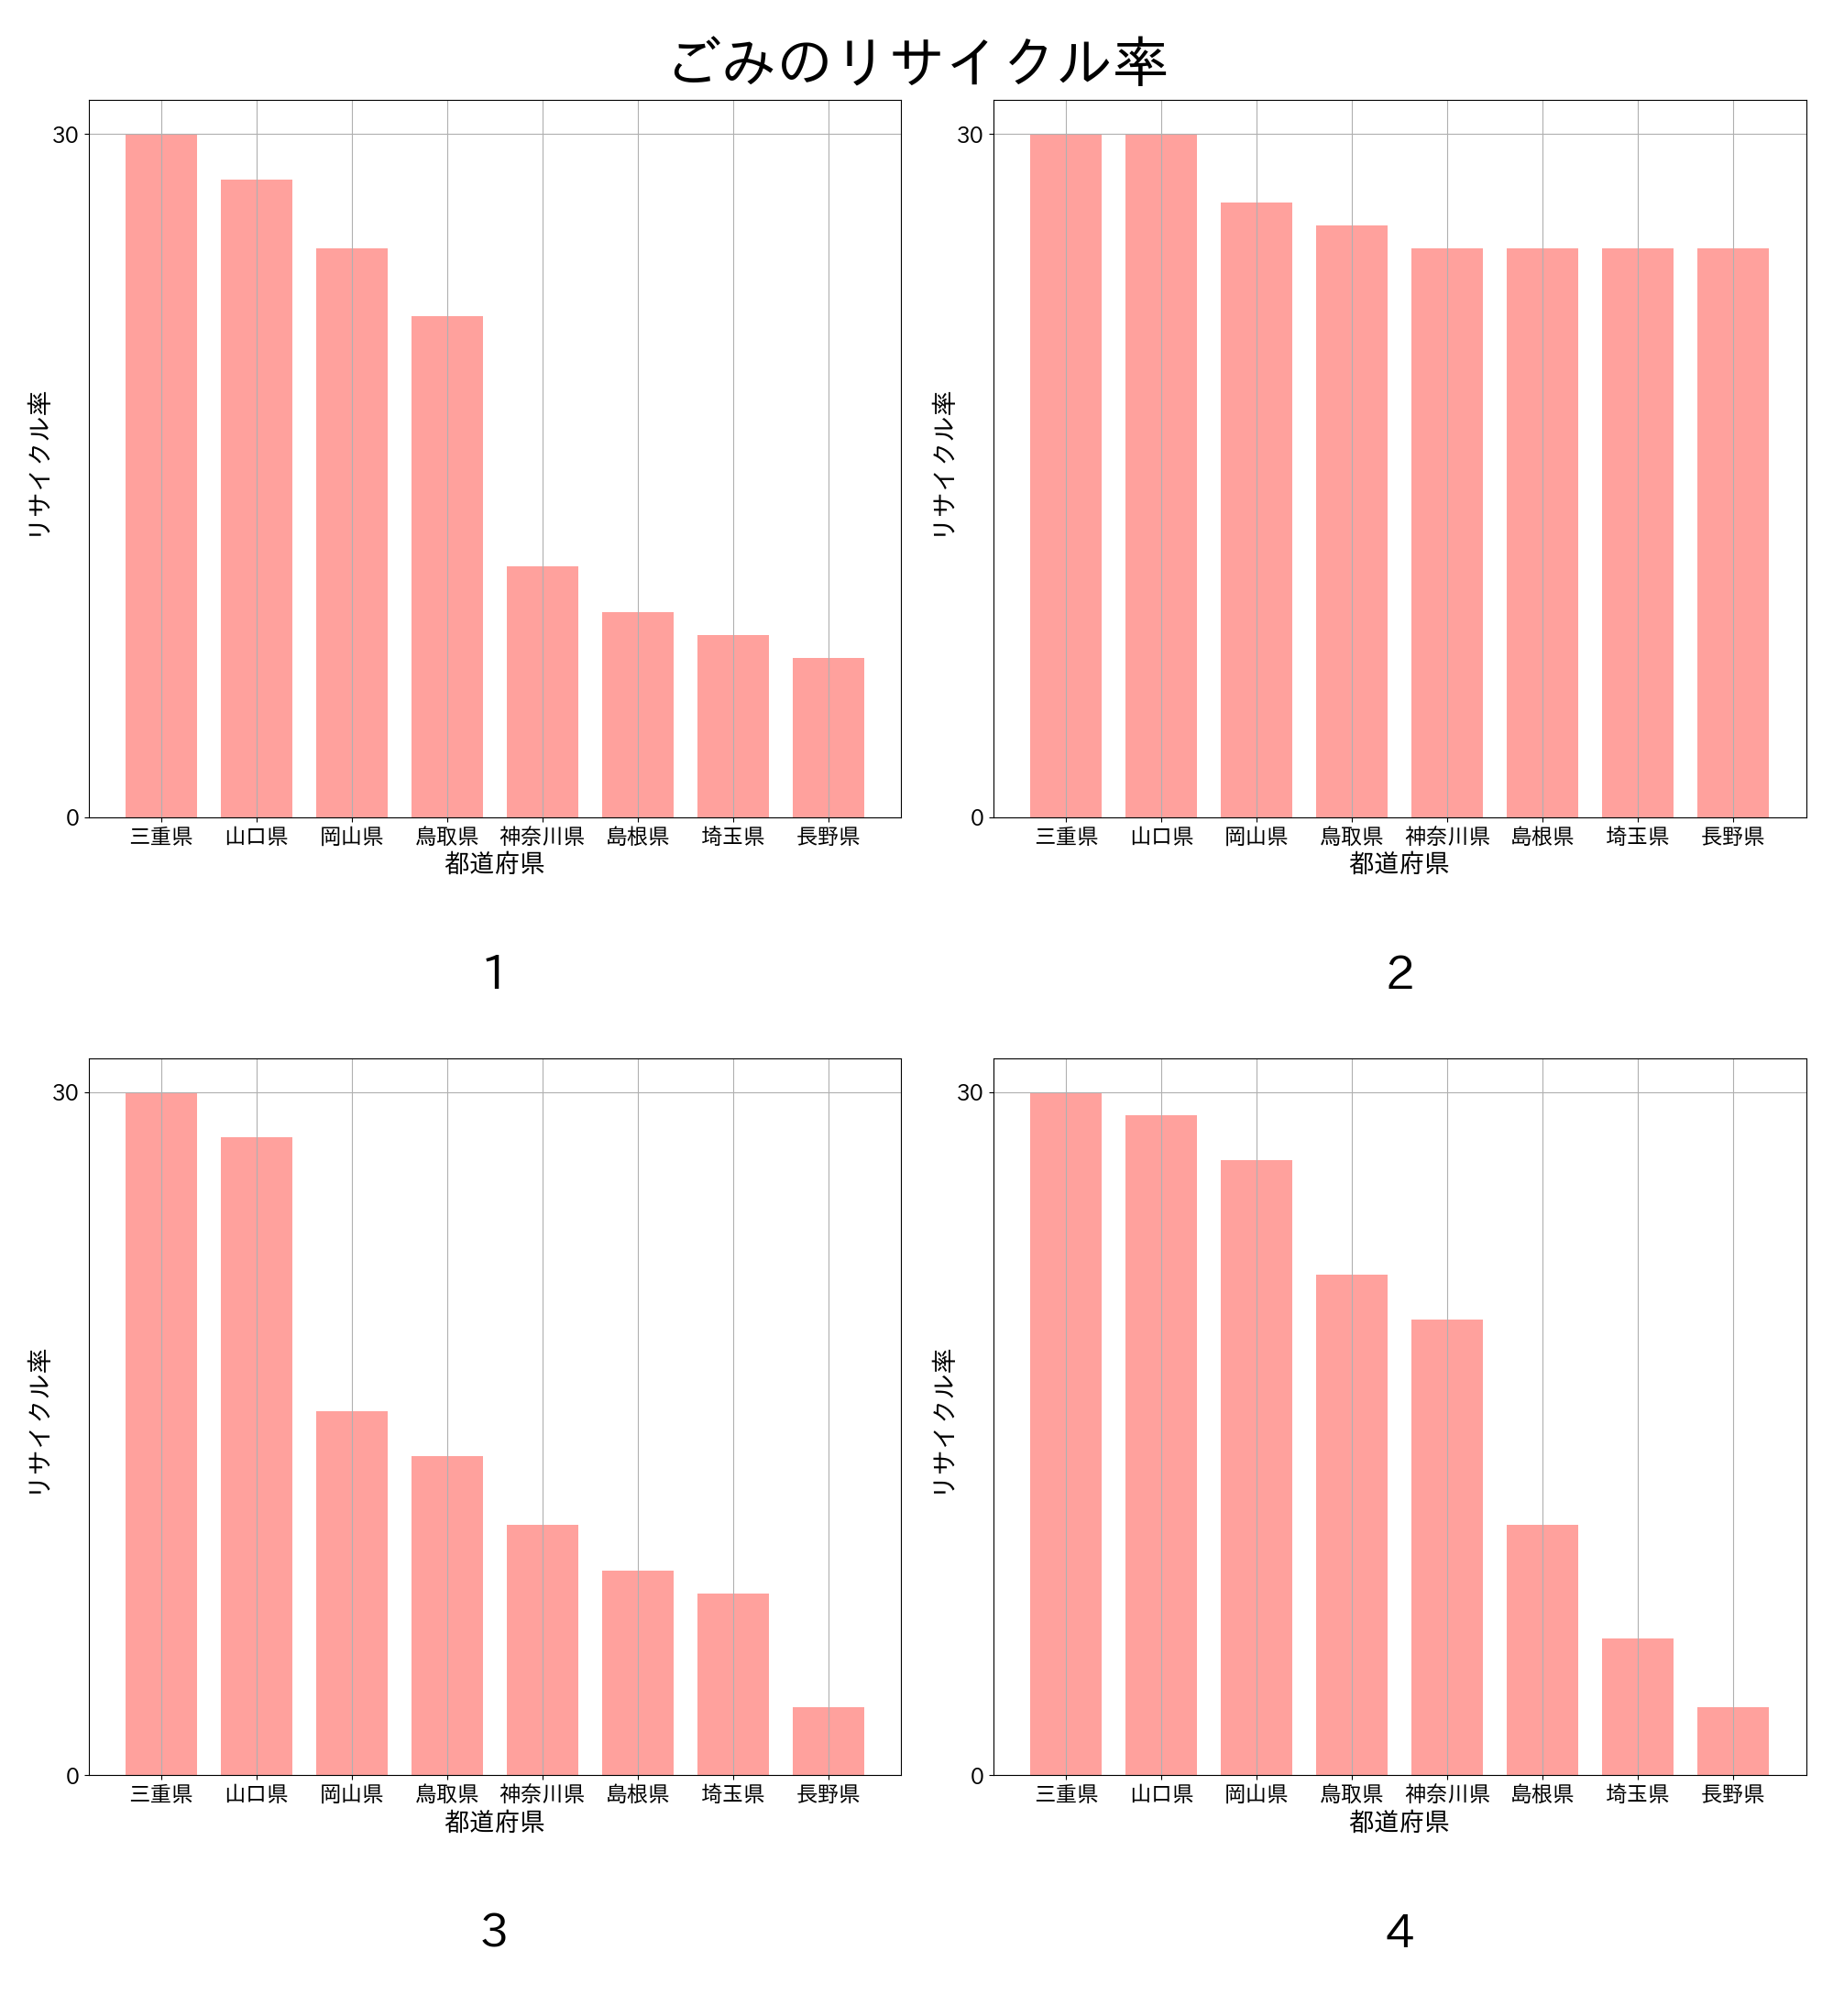 ごみのリサイクル率
30
0
リサイクル率
三重県 山口県 岡山県 鳥取県 神奈川県 島根県 埼玉県 長野県
都道府県
1
30
0
リサイクル率
三重県 山口県 岡山県 鳥取県 神奈川県 島根県 埼玉県 長野県
都道府県
2
30
0
リサイクル率
三重県 山口県 岡山県 鳥取県 神奈川県 島根県 埼玉県 長野県
都道府県
3
30
0
リサイクル率
三重県 山口県 岡山県 鳥取県 神奈川県 島根県 埼玉県 長野県
都道府県
4